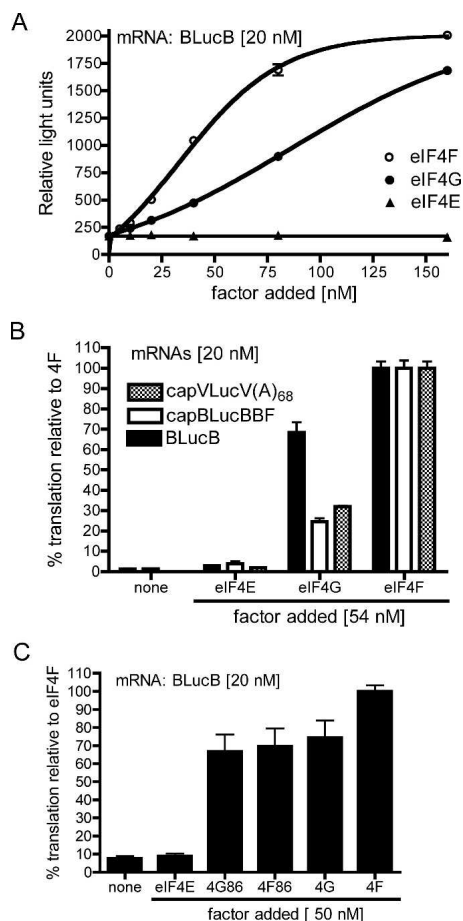 A
mRNA: BLucB [20 nM]
Relative light units
2000
1750
1500
1250
1000
750
500
250
0
eIF4F
eIF4G
eIF4E
0 25 50 75 100 125 150
factor added [nM]
B
mRNAs [20 nM]
% translation relative to 4F
110
100
90
80
70
60
50
40
30
20
10
0
capVLucV(A)68
capBLucBBF
BLucB
none eIF4E eIF4G eIF4F
factor added [54 nM]
C
mRNA: BLucB [20 nM]
% translation relative to eIF4F
110
100
90
80
70
60
50
40
30
20
10
0
none eIF4E 4G86 4F86 4G 4F
factor added [ 50 nM]